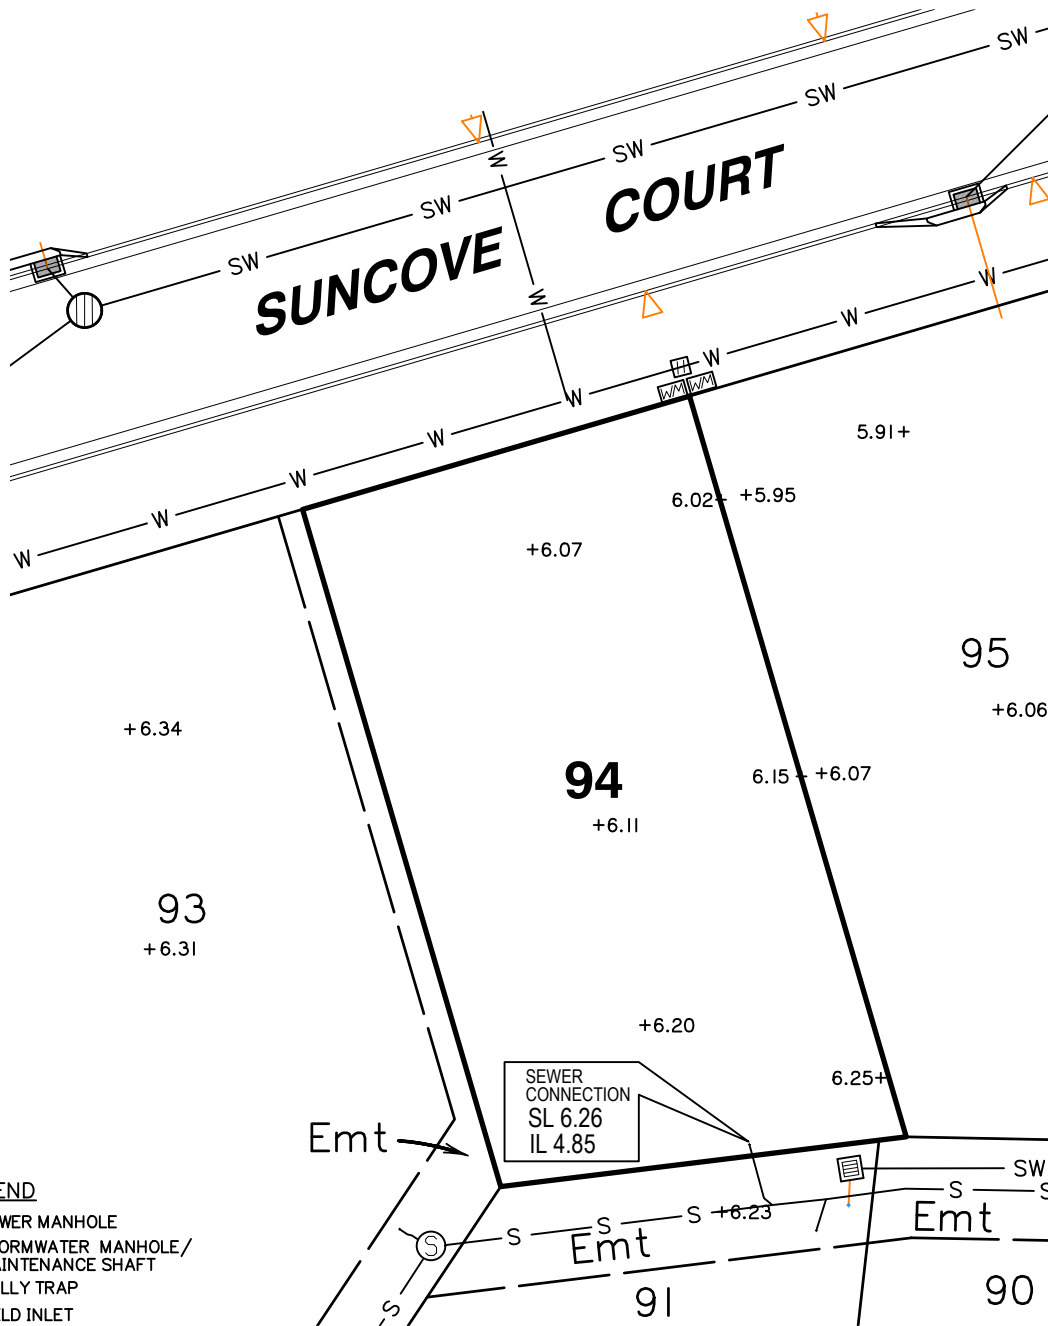 SW
SW
W
SW
COURT
SW
SUNCOVE
SW
W
W
W
W
WM
WM
W
5.91+
W
W
6.02+
+5.95
W
+6.07
W
95
+6.06
+6.34
94
6.15+
+6.07
+6.11
93
+6.31
+6.20
SEWER
CONNECTION
SL 6.26
IL 4.85
6.25+
Emt
SW
END
S
S
+6.23
S
S
S
WER MANHOLE
ORMWATER MANHOLE/
AINTENANCE SHAFT
LLY TRAP
LD INLET
S
Emt
Emt
S
91
90